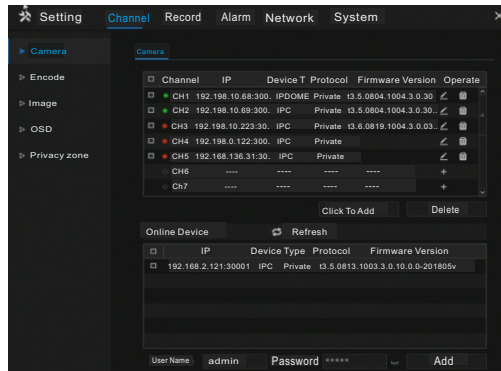 Setting Channel Record Alarm Network System
Camera
Camera
Encode
Image
OSD
Privacy zone
Channel IP Device T Protocol Firmware Version Operate
CH1 192.198.10.68:300. IPDOME Private t3.5.0804.1004.3.0.30
CH2 192.198.10.69:300. IPC Private t3.5.0804.1004.3.0.30..
CH3 192.198.10.223:30. IPC Private t3.6.0819.1004.3.0.03..
CH4 192.198.0.122:300. IPC Private
CH5 192.168.136.31:30. IPC Private
CH6 ---- ---- ---- ---- +
Ch7 ---- ---- ---- ---- +
Click To Add Delete
Online Device Refresh
IP Device Type Protocol Firmware Version
192.168.2.121:30001 IPC Private t3.5.0813.1003.3.0.10.0.0-201805v
User Name admin Password ***** Add